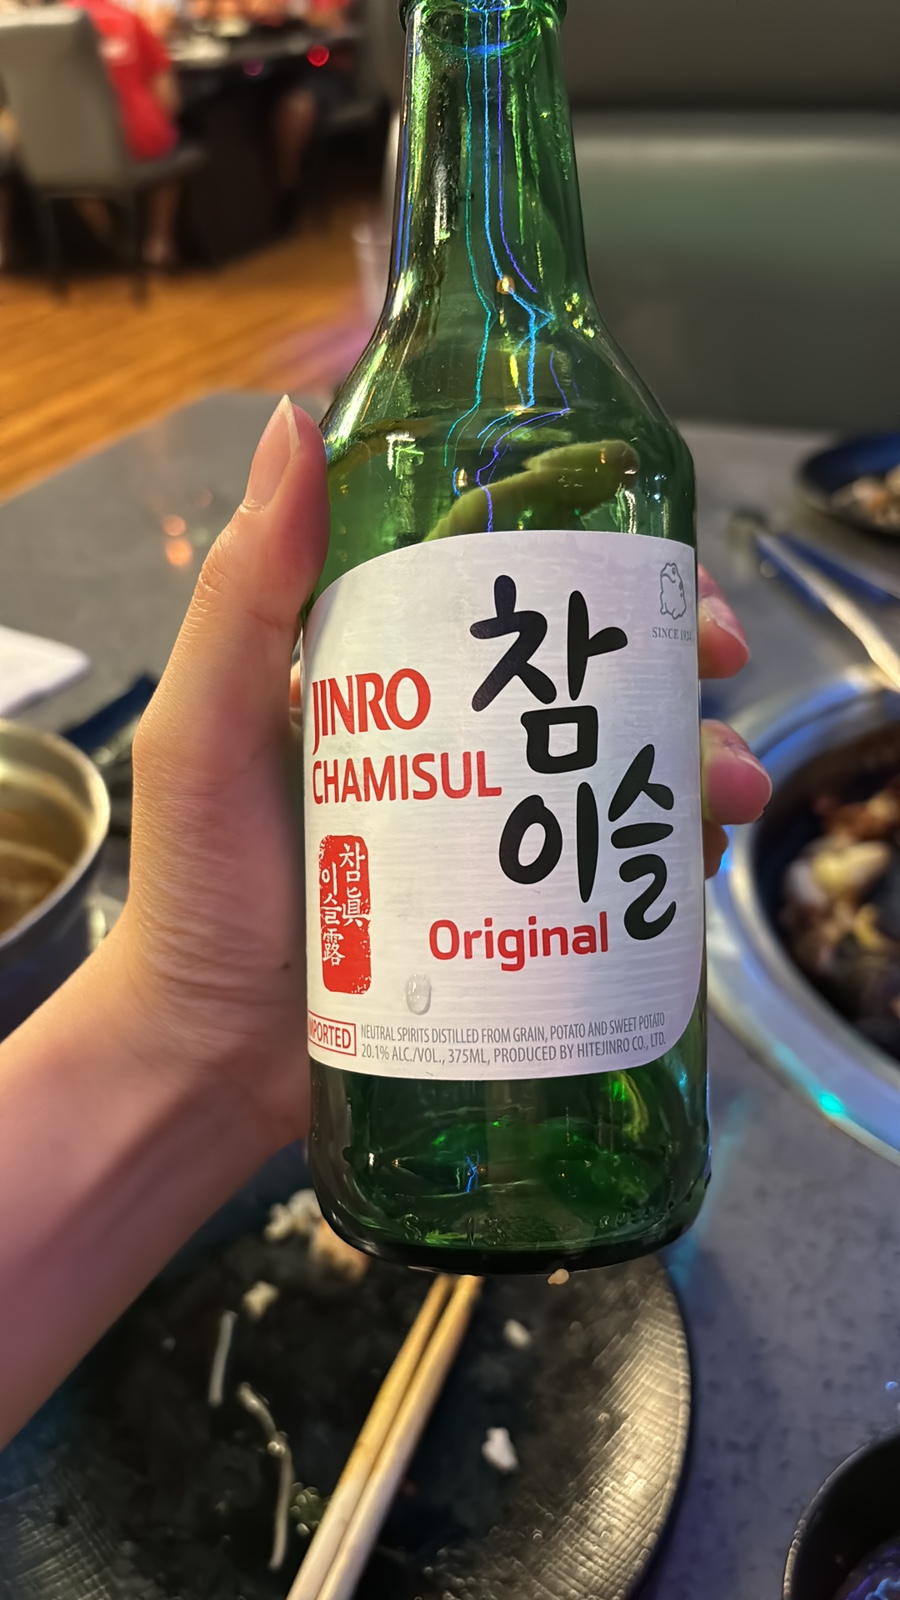 참
이슬
SINCE 1924
JINRO
CHAMISUL
참眞
이슬露
Original
IMPORTED
NEUTRAL SPIRITS DISTILLED FROM GRAIN, POTATO AND SWEET POTATO
20.1% ALC./VOL., 375ML, PRODUCED BY HITEJINRO CO., LTD.